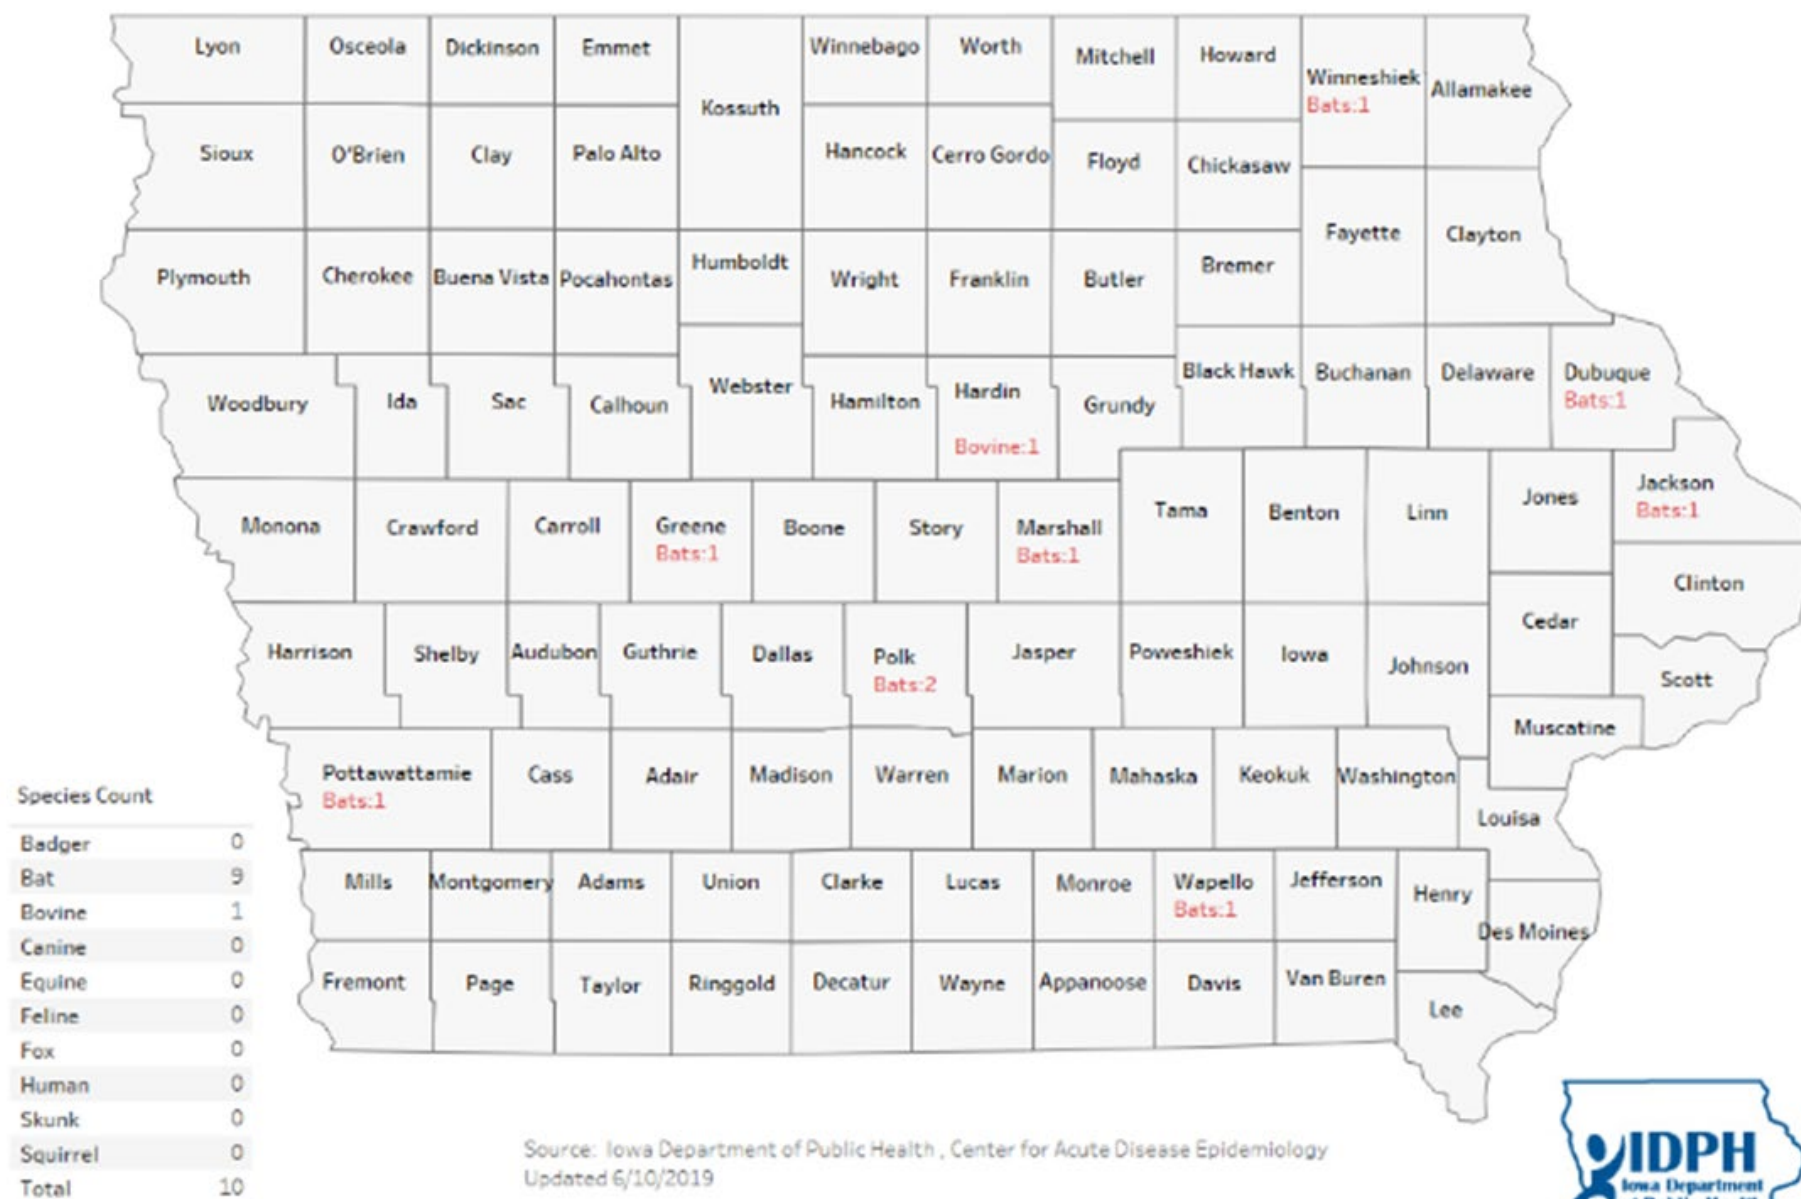 Lyon
Osceola
Dickinson
Emmet
Kossuth
Winnebago
Worth
Mitchell
Howard
Winneshiek
Bats:1
Allamakee
Sioux
O'Brien
Clay
Palo Alto
Hancock
Cerro Gordo
Floyd
Chickasaw
Fayette
Clayton
Plymouth
Cherokee
Buena Vista
Pocahontas
Humboldt
Wright
Franklin
Butler
Bremer
Woodbury
Ida
Sac
Calhoun
Webster
Hamilton
Hardin
Bovine:1
Grundy
Black Hawk
Buchanan
Delaware
Dubuque
Bats:1
Monona
Crawford
Carroll
Greene
Bats:1
Boone
Story
Marshall
Bats:1
Tama
Benton
Linn
Jones
Jackson
Bats:1
Clinton
Cedar
Harrison
Shelby
Audubon
Guthrie
Dallas
Polk
Bats:2
Jasper
Poweshiek
Iowa
Johnson
Scott
Muscatine
Pottawattamie
Bats:1
Cass
Adair
Madison
Warren
Marion
Mahaska
Keokuk
Washington
Louisa
Mills
Montgomery
Adams
Union
Clarke
Lucas
Monroe
Wapello
Bats:1
Jefferson
Henry
Des Moines
Fremont
Page
Taylor
Ringgold
Decatur
Wayne
Appanoose
Davis
Van Buren
Lee
Species Count
Badger 0
Bat 9
Bovine 1
Canine 0
Equine 0
Feline 0
Fox 0
Human 0
Skunk 0
Squirrel 0
Total 10
Source: Iowa Department of Public Health , Center for Acute Disease Epidemiology
Updated 6/10/2019
IDPH
Iowa Department